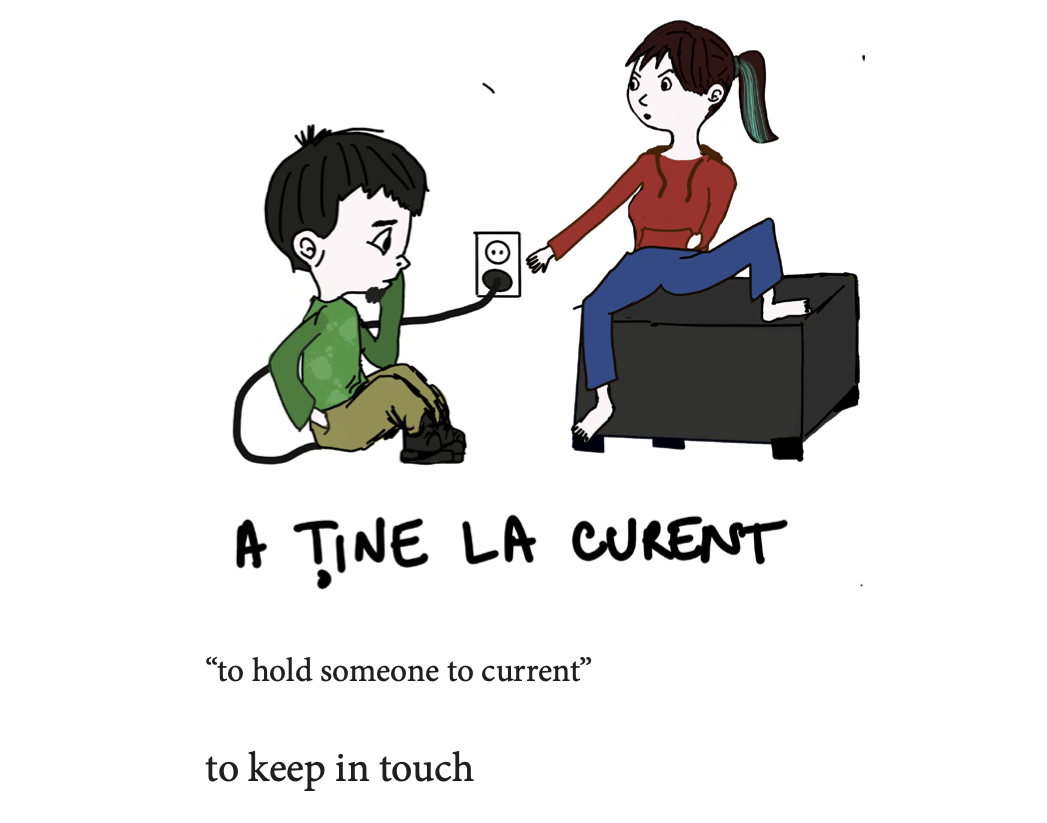 A ȚINE LA CURENT
“to hold someone to current”
to keep in touch